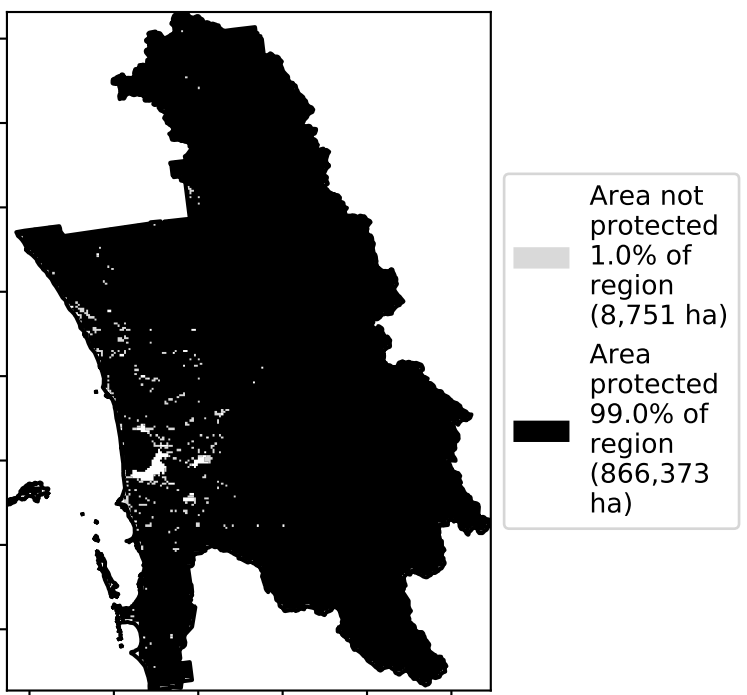 Area not
protected
1.0% of
region
(8,751 ha)
Area
protected
99.0% of
region
(866,373
ha)